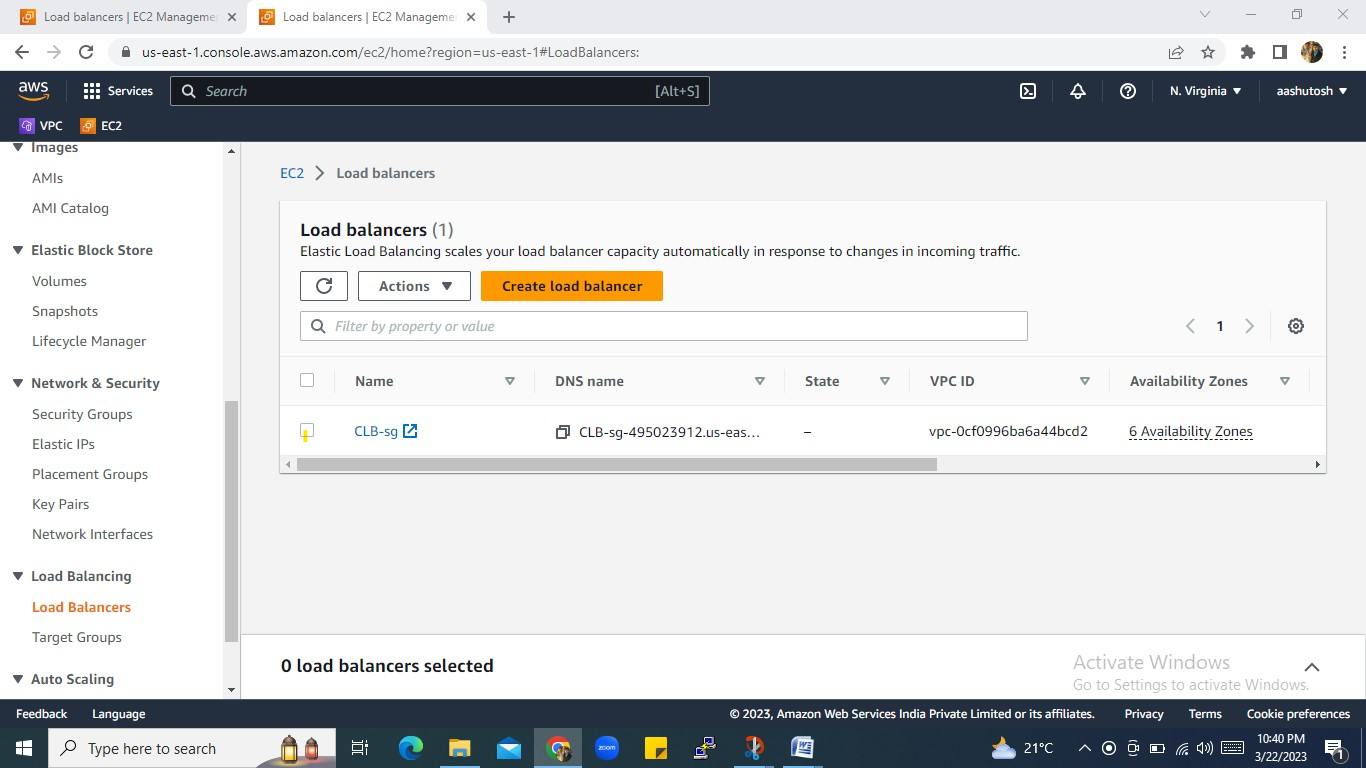 Load balancers | EC2 Manageme
Load balancers | EC2 Manageme
us-east-1.console.aws.amazon.com/ec2/home?region=us-east-1#LoadBalancers:
aws
Services
Search
[Alt+S]
N. Virginia
aashutosh
VPC
EC2
Images
AMIs
AMI Catalog
Elastic Block Store
Volumes
Snapshots
Lifecycle Manager
Network & Security
Security Groups
Elastic IPs
Placement Groups
Key Pairs
Network Interfaces
Load Balancing
Load Balancers
Target Groups
Auto Scaling
EC2 > Load balancers
Load balancers (1)
Elastic Load Balancing scales your load balancer capacity automatically in response to changes in incoming traffic.
Actions
Create load balancer
Filter by property or value
1
Name DNS name State VPC ID Availability Zones
CLB-sg CLB-sg-495023912.us-eas... – vpc-0cf0996ba6a44bcd2 6 Availability Zones
0 load balancers selected
Activate Windows
Go to Settings to activate Windows.
Feedback
Language
© 2023, Amazon Web Services India Private Limited or its affiliates.
Privacy
Terms
Cookie preferences
Type here to search
zoom
21°C
10:40 PM
3/22/2023
1